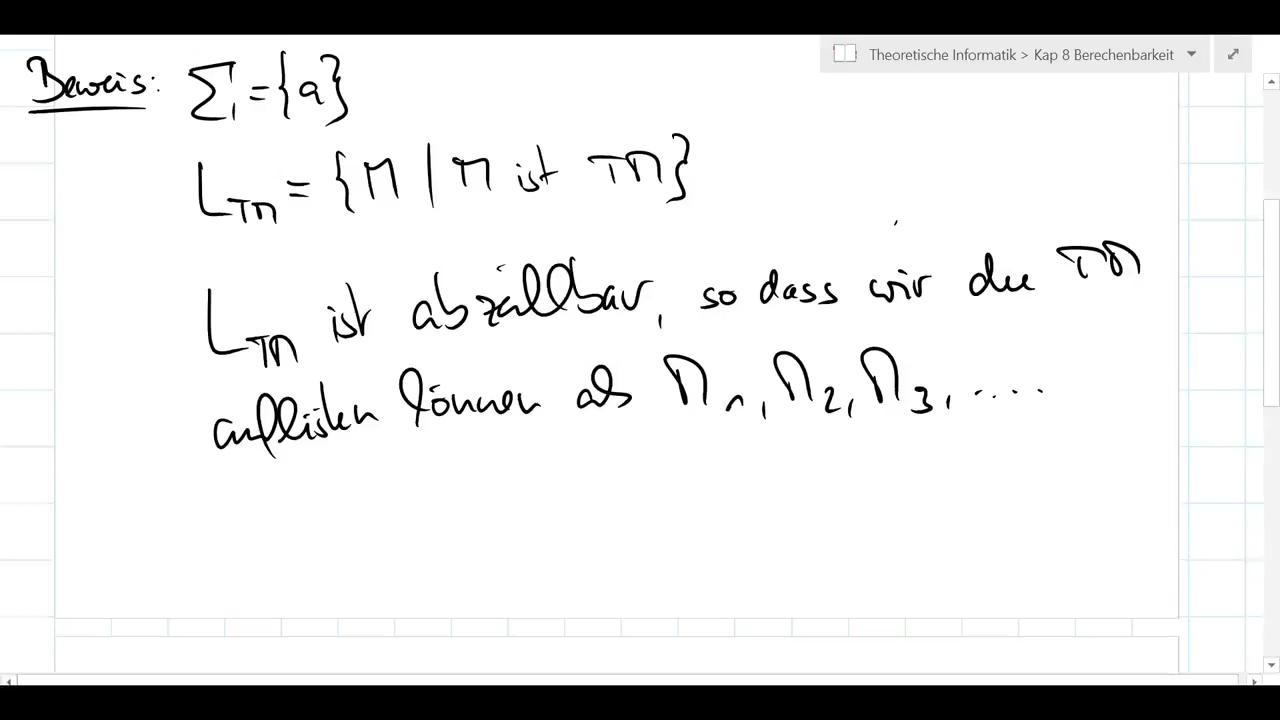 Theoretische Informatik > Kap 8 Berechenbarkeit
Beweis: Σ₁ = {a}
L_TM = {M | M ist TM}
L_TM ist abzählbar, so dass wir die TM
auflisten können als M₁, M₂, M₃, ....